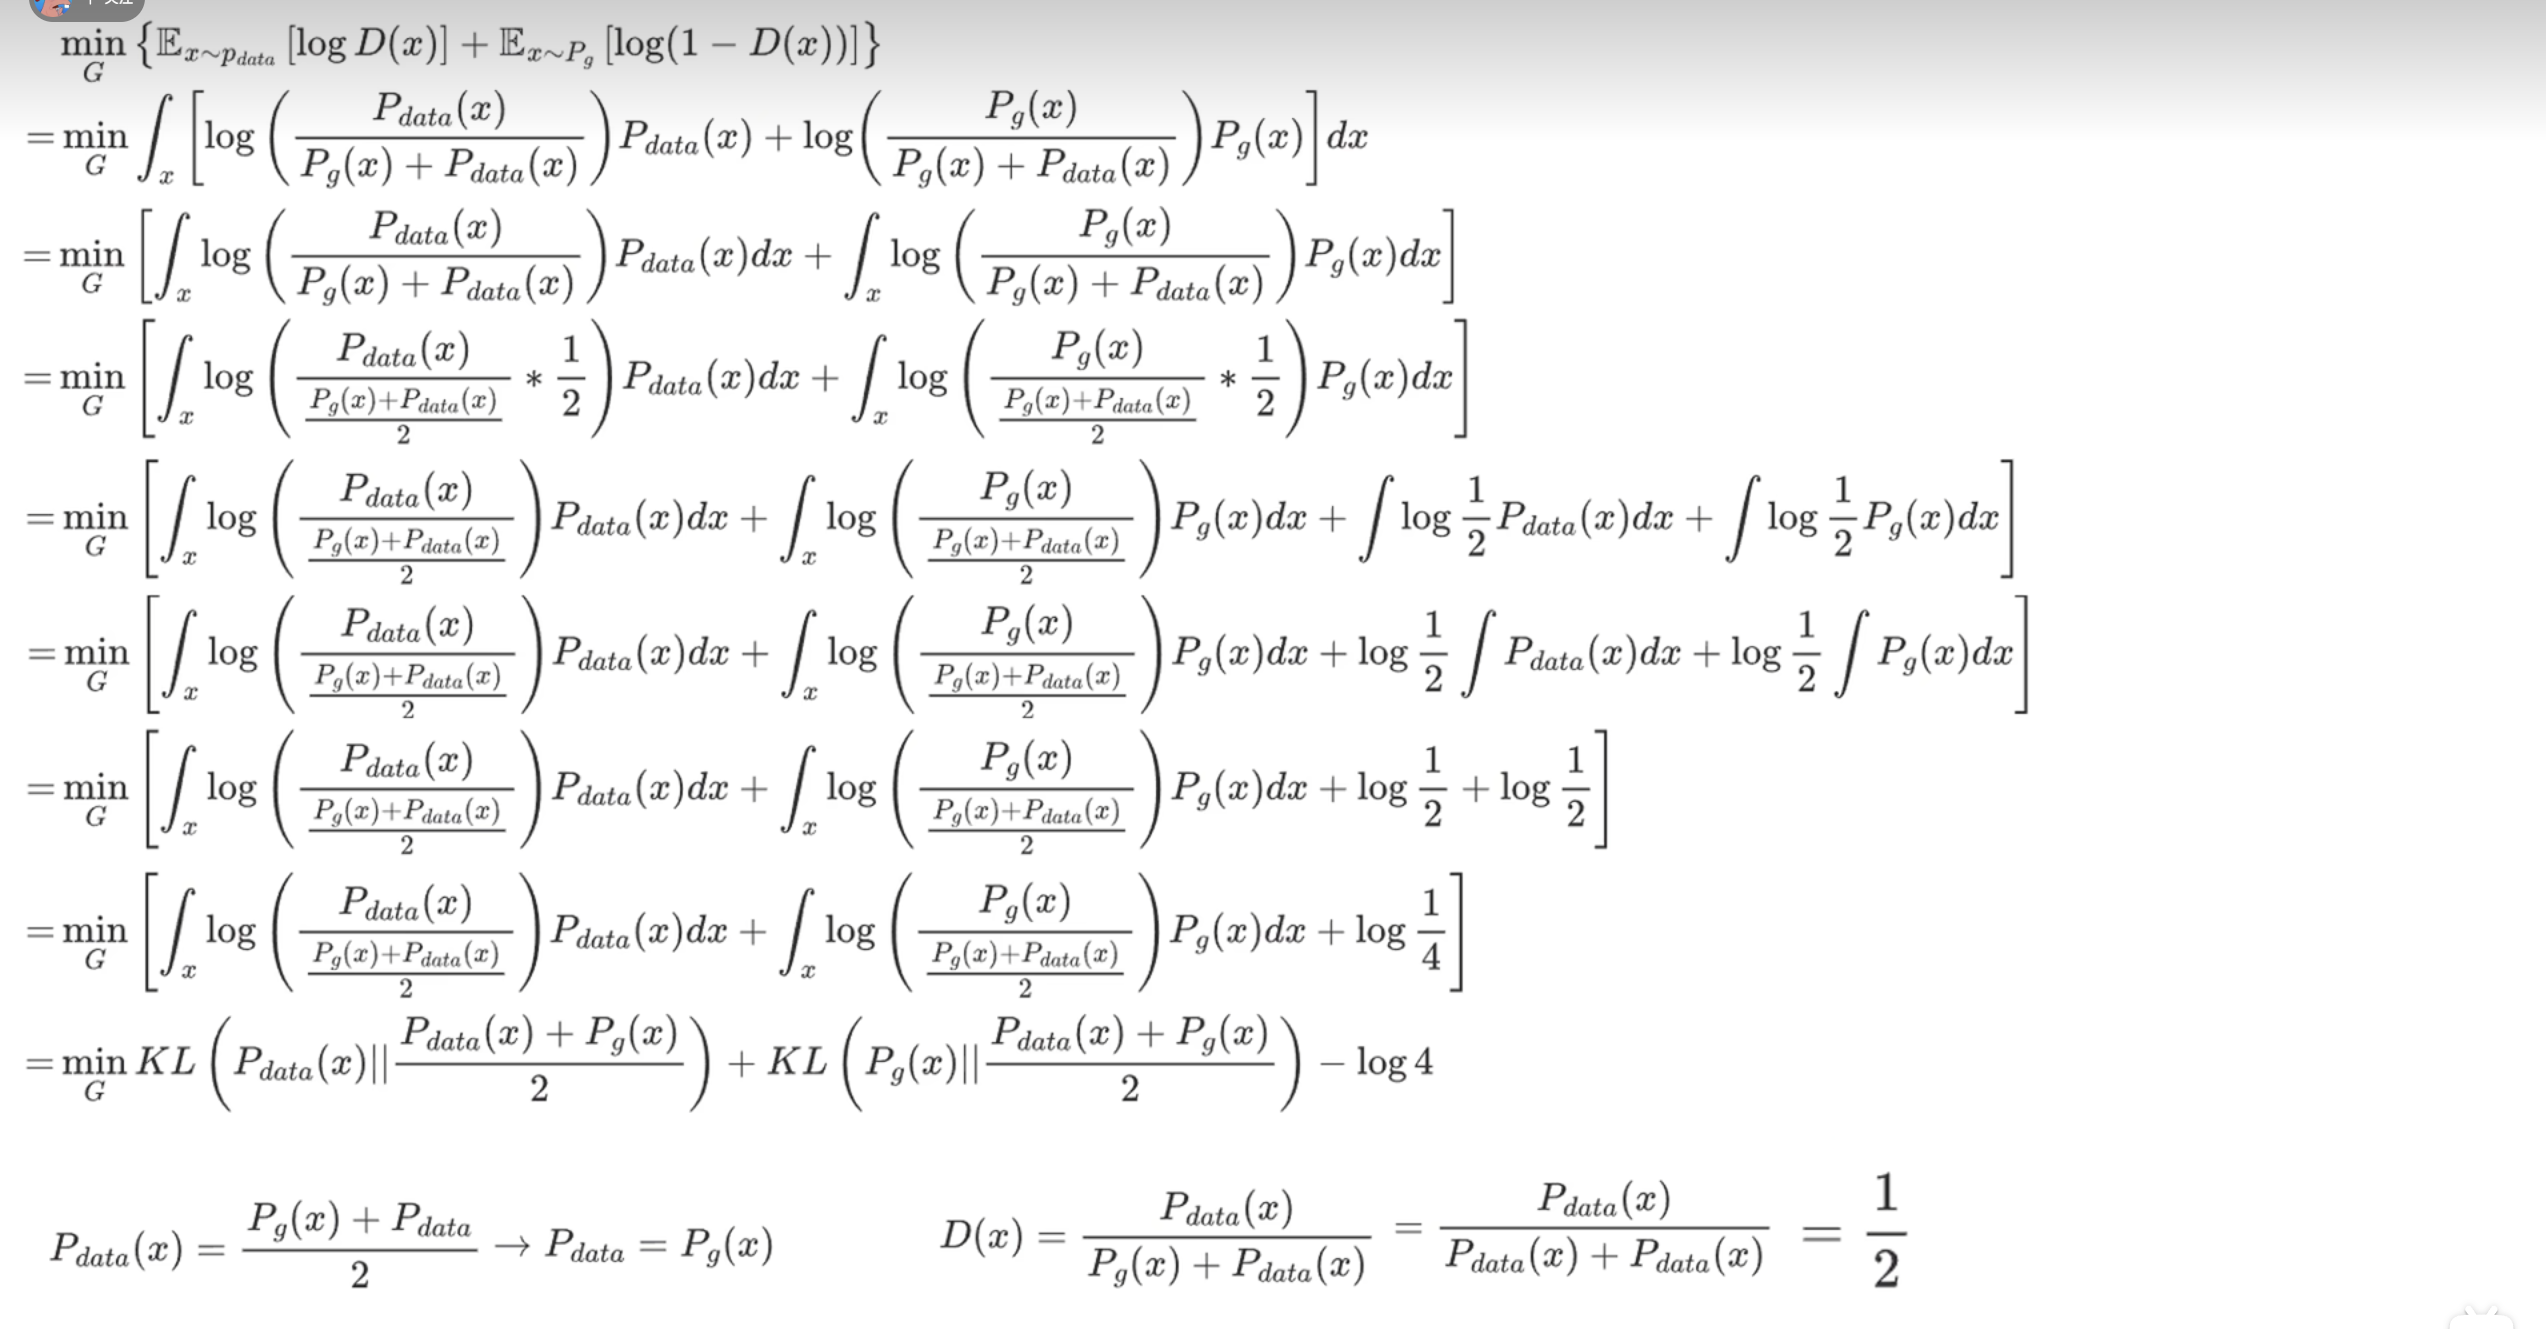 + 关注
\min_G \{\mathbb{E}_{x \sim p_{data}} [\log D(x)] + \mathbb{E}_{x \sim P_g} [\log(1 - D(x))]\}
= \min_G \int_x \left[ \log \left( \frac{P_{data}(x)}{P_g(x) + P_{data}(x)} \right) P_{data}(x) + \log \left( \frac{P_g(x)}{P_g(x) + P_{data}(x)} \right) P_g(x) \right] dx
= \min_G \left[ \int_x \log \left( \frac{P_{data}(x)}{P_g(x) + P_{data}(x)} \right) P_{data}(x)dx + \int_x \log \left( \frac{P_g(x)}{P_g(x) + P_{data}(x)} \right) P_g(x)dx \right]
= \min_G \left[ \int_x \log \left( \frac{P_{data}(x)}{\frac{P_g(x)+P_{data}(x)}{2}} * \frac{1}{2} \right) P_{data}(x)dx + \int_x \log \left( \frac{P_g(x)}{\frac{P_g(x)+P_{data}(x)}{2}} * \frac{1}{2} \right) P_g(x)dx \right]
= \min_G \left[ \int_x \log \left( \frac{P_{data}(x)}{\frac{P_g(x)+P_{data}(x)}{2}} \right) P_{data}(x)dx + \int_x \log \left( \frac{P_g(x)}{\frac{P_g(x)+P_{data}(x)}{2}} \right) P_g(x)dx + \int \log \frac{1}{2} P_{data}(x)dx + \int \log \frac{1}{2} P_g(x)dx \right]
= \min_G \left[ \int_x \log \left( \frac{P_{data}(x)}{\frac{P_g(x)+P_{data}(x)}{2}} \right) P_{data}(x)dx + \int_x \log \left( \frac{P_g(x)}{\frac{P_g(x)+P_{data}(x)}{2}} \right) P_g(x)dx + \log \frac{1}{2} \int P_{data}(x)dx + \log \frac{1}{2} \int P_g(x)dx \right]
= \min_G \left[ \int_x \log \left( \frac{P_{data}(x)}{\frac{P_g(x)+P_{data}(x)}{2}} \right) P_{data}(x)dx + \int_x \log \left( \frac{P_g(x)}{\frac{P_g(x)+P_{data}(x)}{2}} \right) P_g(x)dx + \log \frac{1}{2} + \log \frac{1}{2} \right]
= \min_G \left[ \int_x \log \left( \frac{P_{data}(x)}{\frac{P_g(x)+P_{data}(x)}{2}} \right) P_{data}(x)dx + \int_x \log \left( \frac{P_g(x)}{\frac{P_g(x)+P_{data}(x)}{2}} \right) P_g(x)dx + \log \frac{1}{4} \right]
= \min_G KL \left( P_{data}(x) || \frac{P_{data}(x) + P_g(x)}{2} \right) + KL \left( P_g(x) || \frac{P_{data}(x) + P_g(x)}{2} \right) - \log 4
P_{data}(x) = \frac{P_g(x) + P_{data}}{2} \rightarrow P_{data} = P_g(x)
D(x) = \frac{P_{data}(x)}{P_g(x) + P_{data}(x)} = \frac{P_{data}(x)}{P_{data}(x) + P_{data}(x)} = \frac{1}{2}